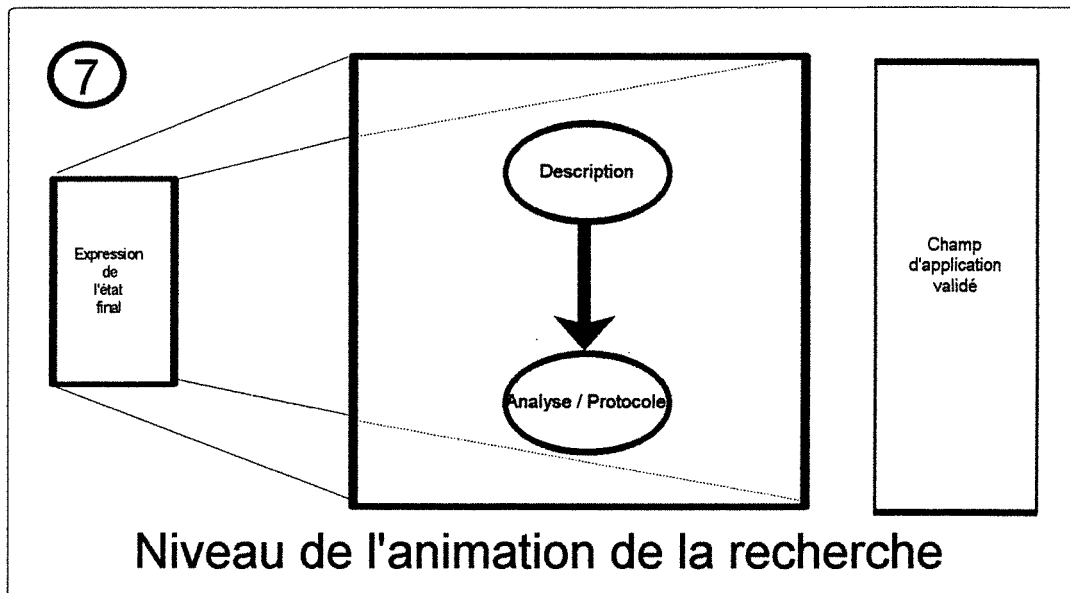 7
Description
Expression
de
l'état
final
Champ
d'application
validé
Analyse / Protocole
Niveau de l'animation de la recherche